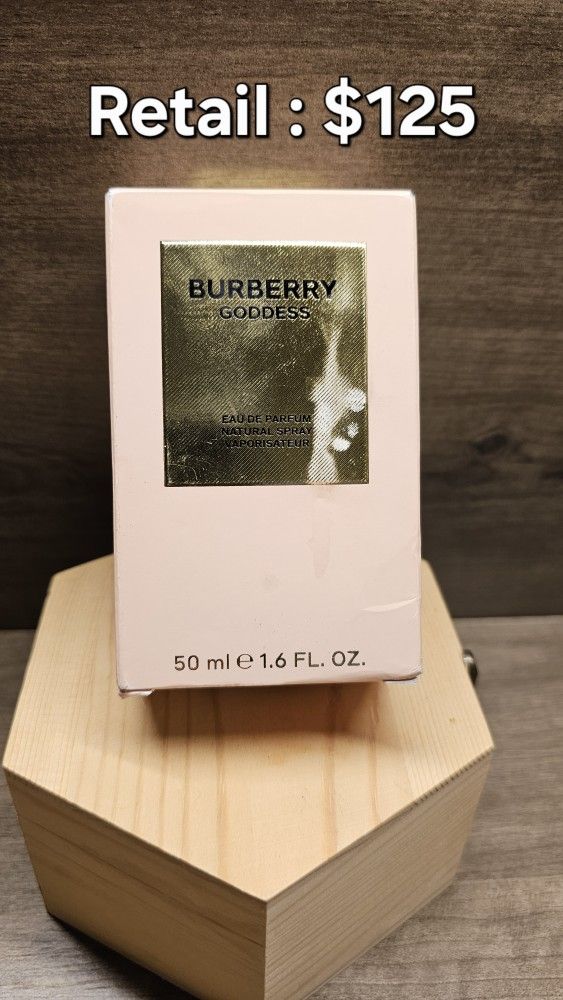 Retail : $125
BURBERRY
GODDESS
EAU DE PARFUM
NATURAL SPRAY
VAPORISATEUR
50 ml ℮ 1.6 FL. OZ.